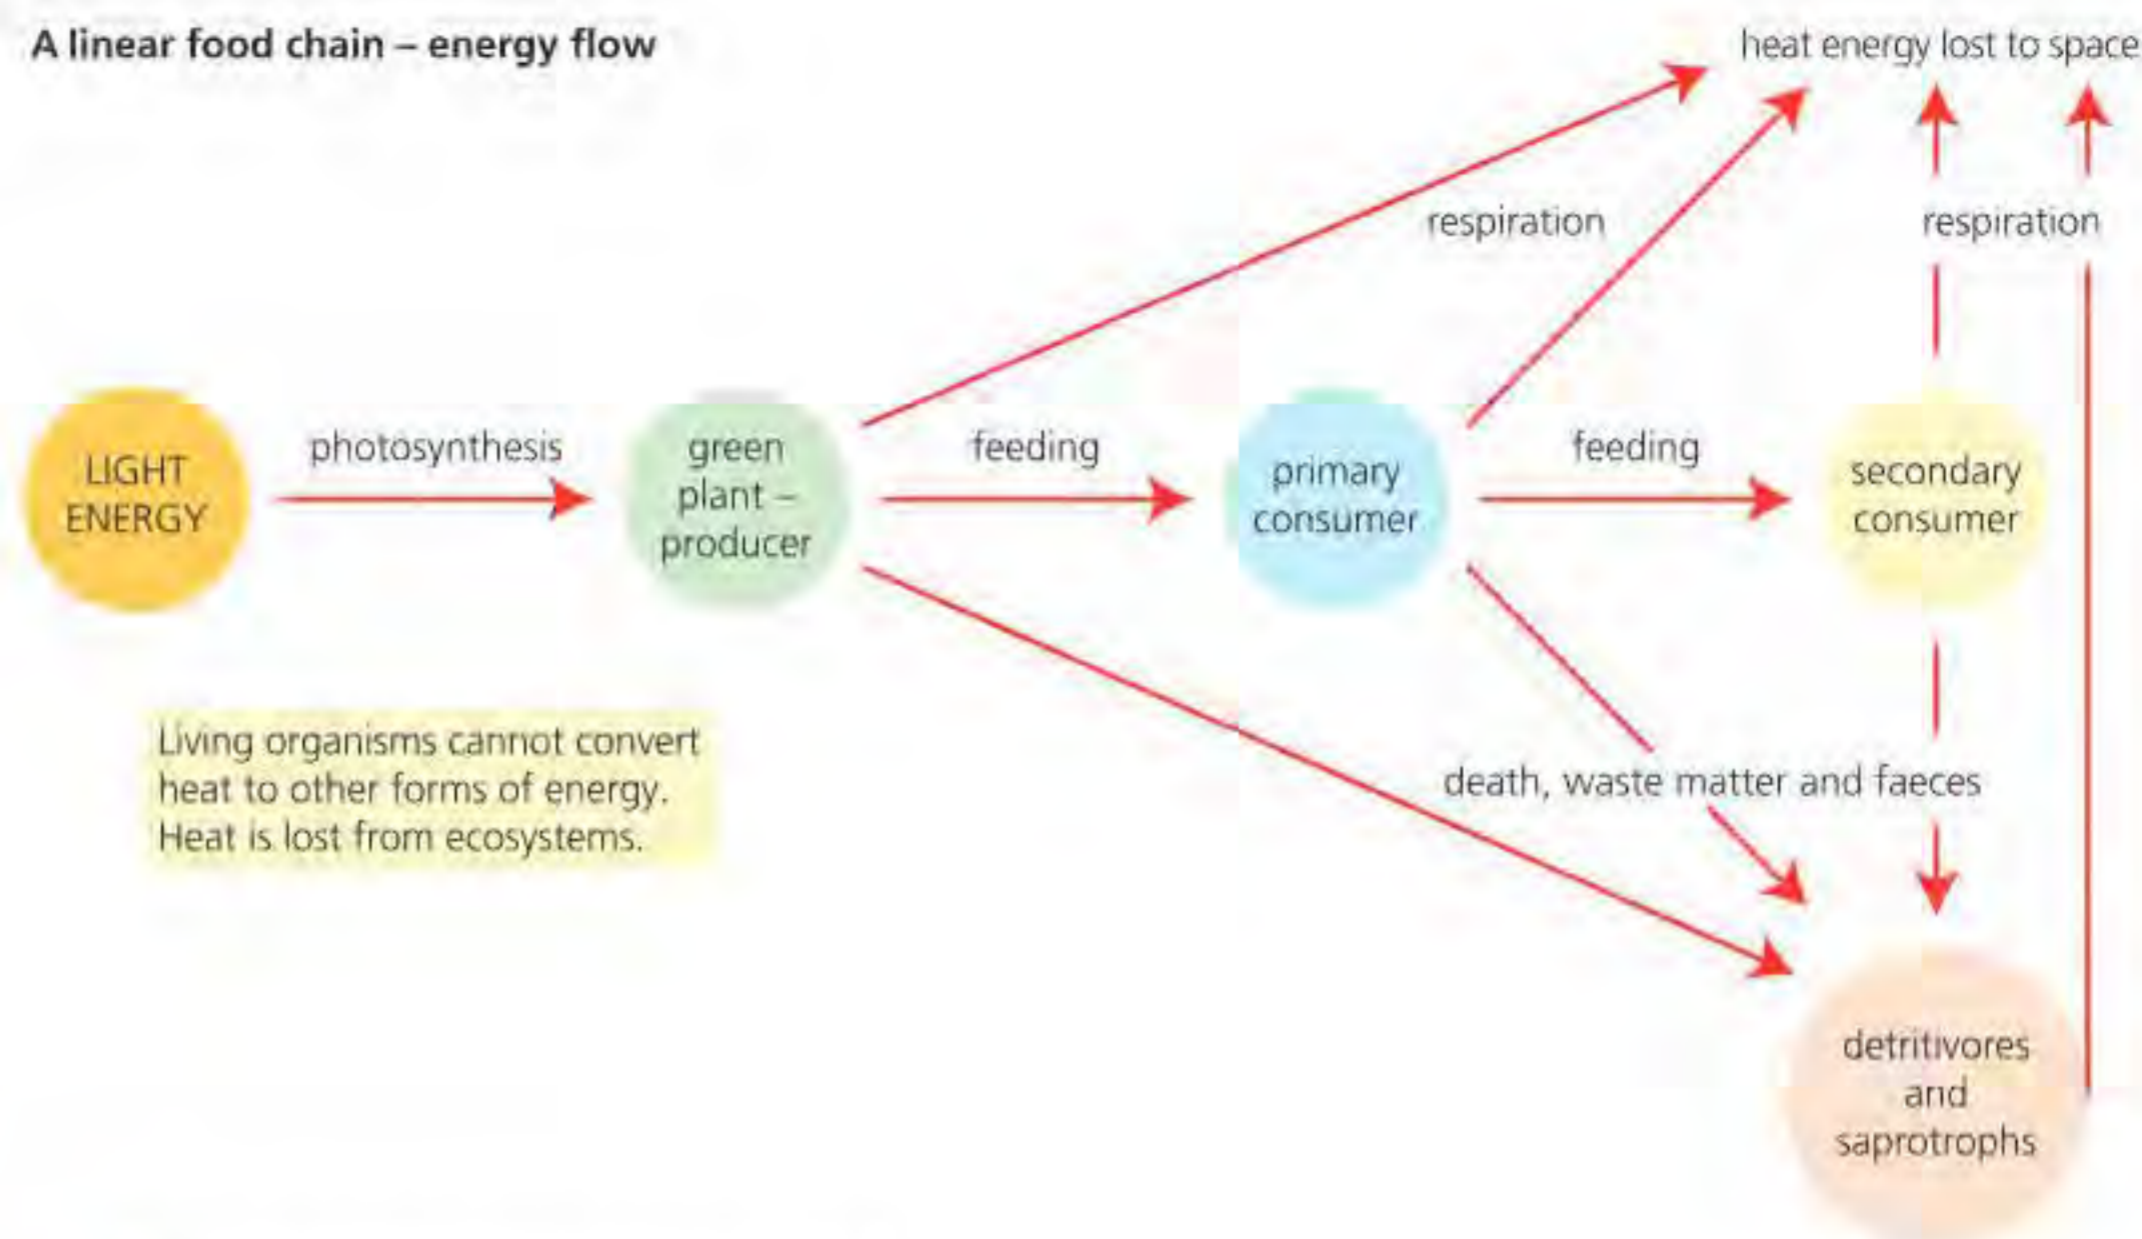 A linear food chain – energy flow
heat energy lost to space
respiration
respiration
LIGHT
ENERGY
photosynthesis
green
plant –
producer
feeding
primary
consumer
feeding
secondary
consumer
Living organisms cannot convert
heat to other forms of energy.
Heat is lost from ecosystems.
death, waste matter and faeces
detritivores
and
saprotrophs